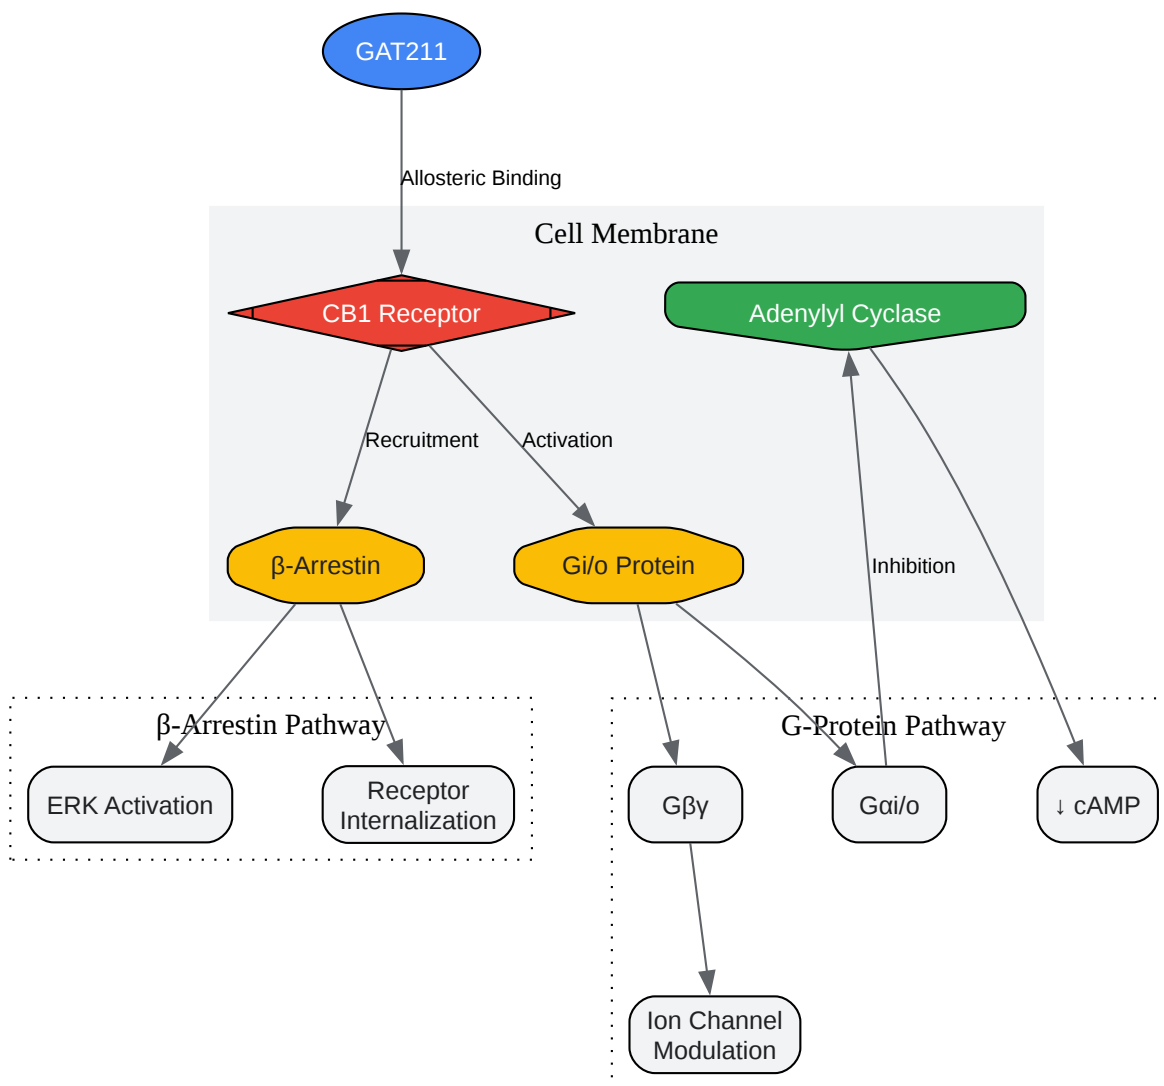 GAT211
Allosteric Binding
Cell Membrane
CB1 Receptor
Adenylyl Cyclase
Recruitment
Activation
β-Arrestin
Gi/o Protein
Inhibition
β-Arrestin Pathway
G-Protein Pathway
ERK Activation
Receptor
Internalization
Gβγ
Gαi/o
↓ cAMP
Ion Channel
Modulation